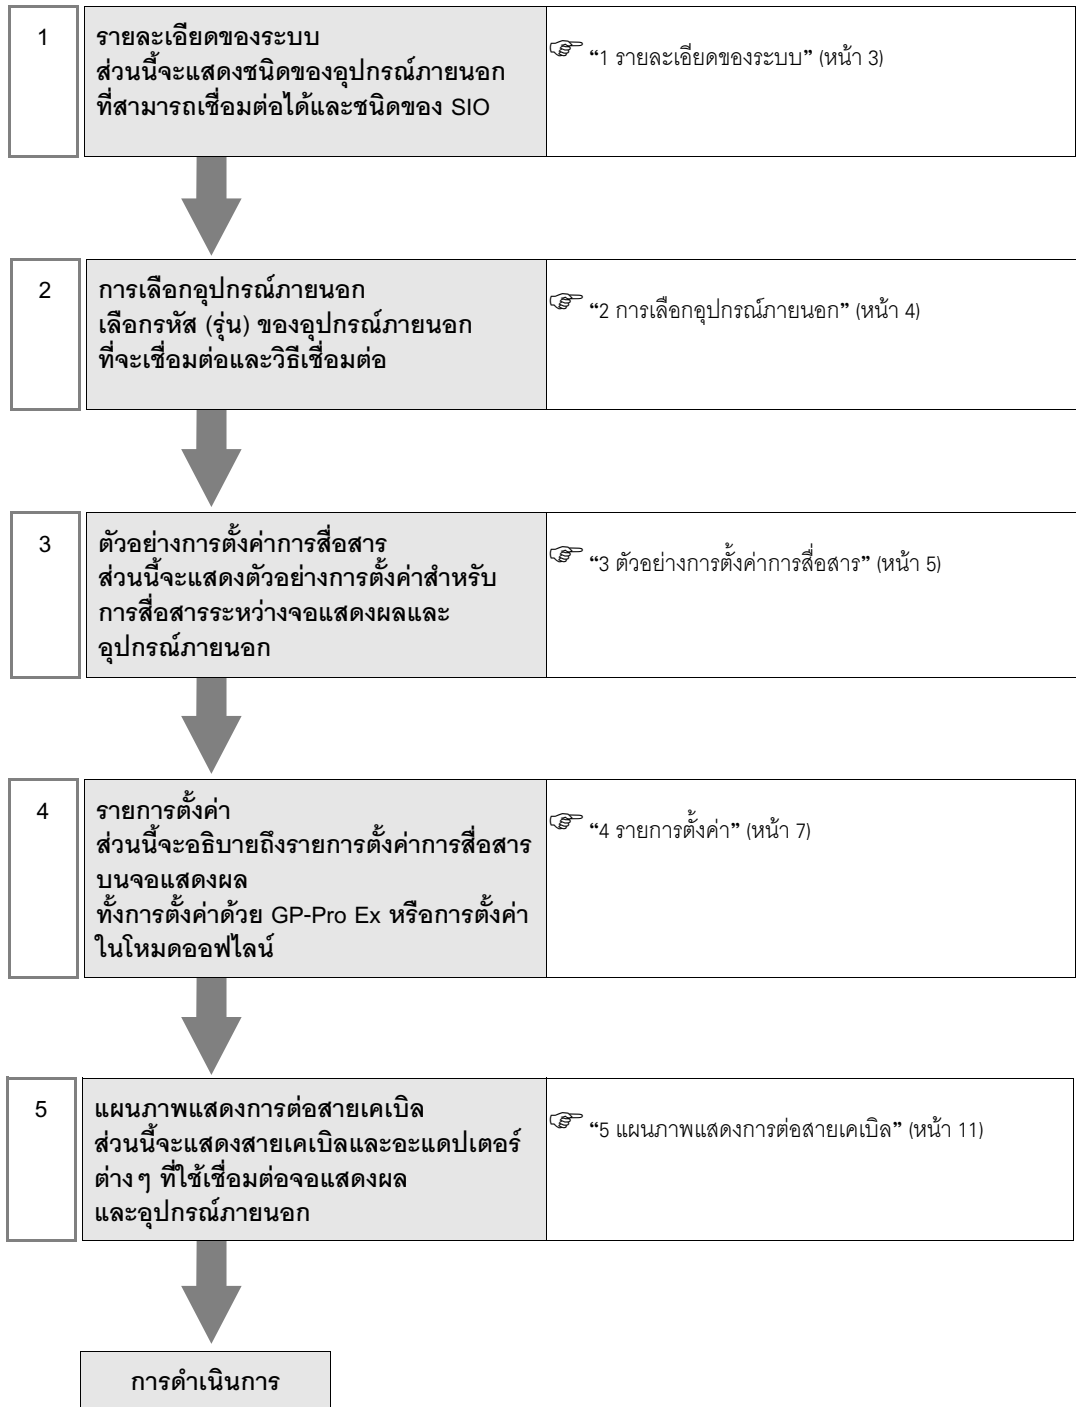 1
รายละเอียดของระบบ
ส่วนนี้จะแสดงชนิดของอุปกรณ์ภายนอก
ที่สามารถเชื่อมต่อได้และชนิดของ SIO
☞ “1 รายละเอียดของระบบ” (หน้า 3)
2
การเลือกอุปกรณ์ภายนอก
เลือกรหัส (รุ่น) ของอุปกรณ์ภายนอก
ที่จะเชื่อมต่อและวิธีเชื่อมต่อ
☞ “2 การเลือกอุปกรณ์ภายนอก” (หน้า 4)
3
ตัวอย่างการตั้งค่าการสื่อสาร
ส่วนนี้จะแสดงตัวอย่างการตั้งค่าสำหรับ
การสื่อสารระหว่างจอแสดงผลและ
อุปกรณ์ภายนอก
☞ “3 ตัวอย่างการตั้งค่าการสื่อสาร” (หน้า 5)
4
รายการตั้งค่า
ส่วนนี้จะอธิบายถึงรายการตั้งค่าการสื่อสาร
บนจอแสดงผล
ทั้งการตั้งค่าด้วย GP-Pro Ex หรือการตั้งค่า
ในโหมดออฟไลน์
☞ “4 รายการตั้งค่า” (หน้า 7)
5
แผนภาพแสดงการต่อสายเคเบิล
ส่วนนี้จะแสดงสายเคเบิลและอะแดปเตอร์
ต่างๆ ที่ใช้เชื่อมต่อจอแสดงผล
และอุปกรณ์ภายนอก
☞ “5 แผนภาพแสดงการต่อสายเคเบิล” (หน้า 11)
การดำเนินการ